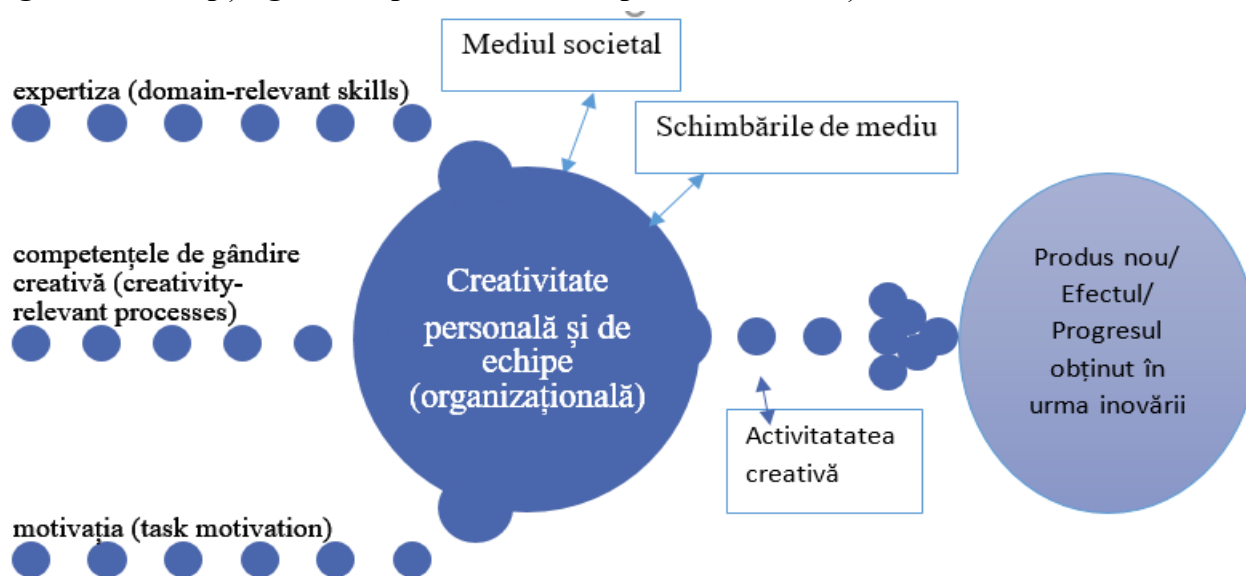 Mediul societal
expertiza (domain-relevant skills)
Schimbările de mediu
competențele de gândire
creativă (creativity-
relevant processes)
Creativitate
personală și de
echipe
(organizațională)
Produs nou/
Efectul/
Progresul
obținut în
urma inovării
Activitatatea
creativă
motivația (task motivation)